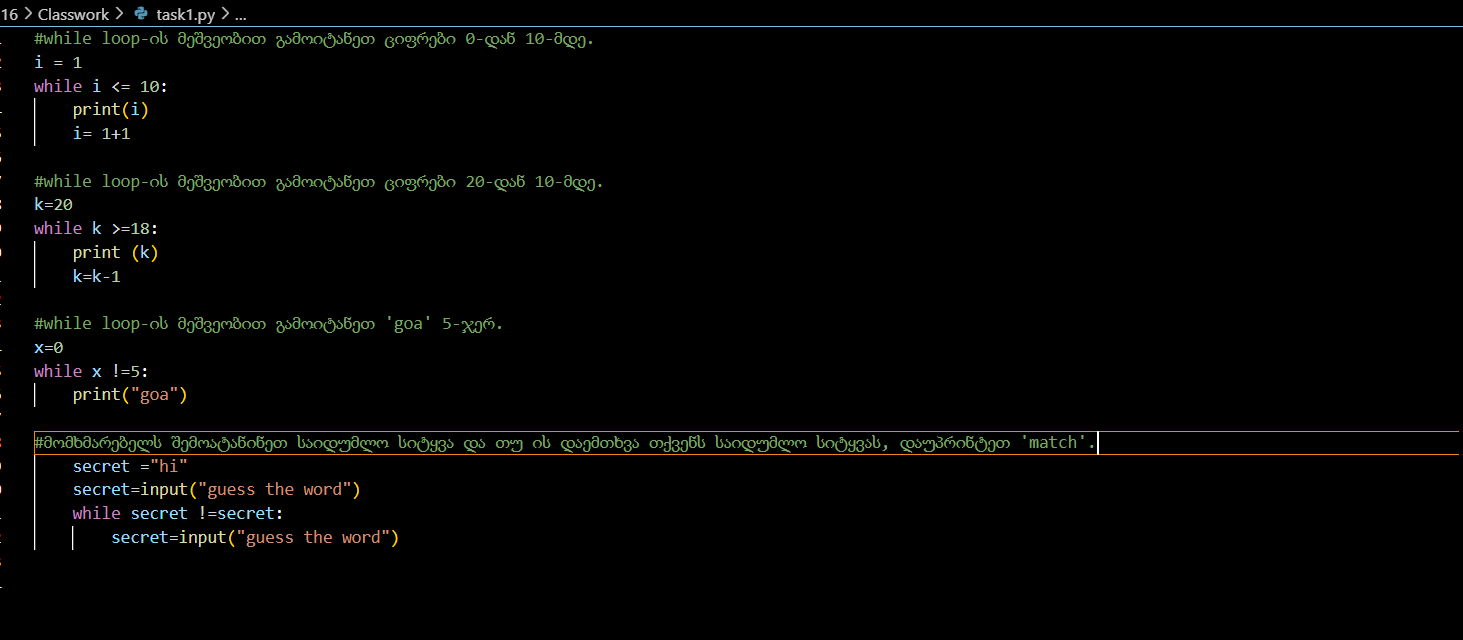 16 > Classwork > task1.py > ...
#while loop-ის მეშვეობით გამოიტანეთ ციფრები 0-დან 10-მდე.
i = 1
while i <= 10:
    print(i)
    i= 1+1
#while loop-ის მეშვეობით გამოიტანეთ ციფრები 20-დან 10-მდე.
k=20
while k >=18:
    print (k)
    k=k-1
#while loop-ის მეშვეობით გამოიტანეთ 'goa' 5-ჯერ.
x=0
while x !=5:
    print("goa")
#მომხმარებელს შემოატანინეთ საიდუმლო სიტყვა და თუ ის დაემთხვა თქვენს საიდუმლო სიტყვას, დაუპრინტეთ 'match'.
    secret ="hi"
    secret=input("guess the word")
    while secret !=secret:
        secret=input("guess the word")